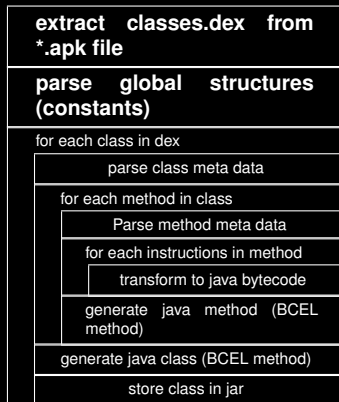 extract classes.dex from
*.apk file
parse global structures
(constants)
for each class in dex
parse class meta data
for each method in class
Parse method meta data
for each instructions in method
transform to java bytecode
generate java method (BCEL
method)
generate java class (BCEL method)
store class in jar